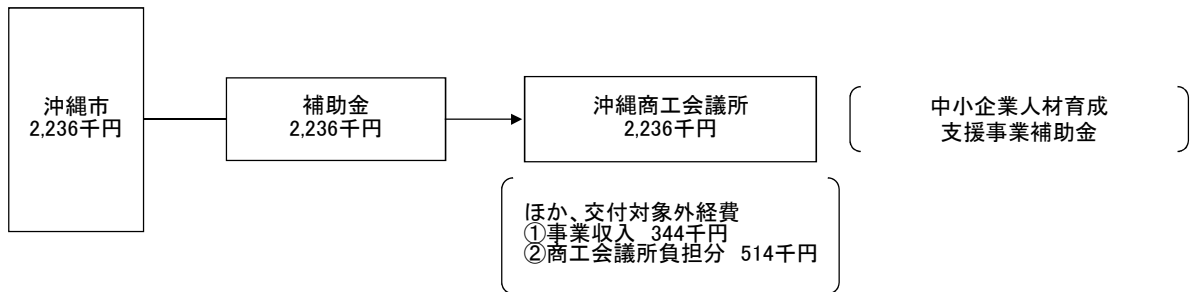 沖縄市
2,236千円
補助金
2,236千円
沖縄商工会議所
2,236千円
中小企業人材育成
支援事業補助金
ほか、交付対象外経費
①事業収入 344千円
②商工会議所負担分 514千円